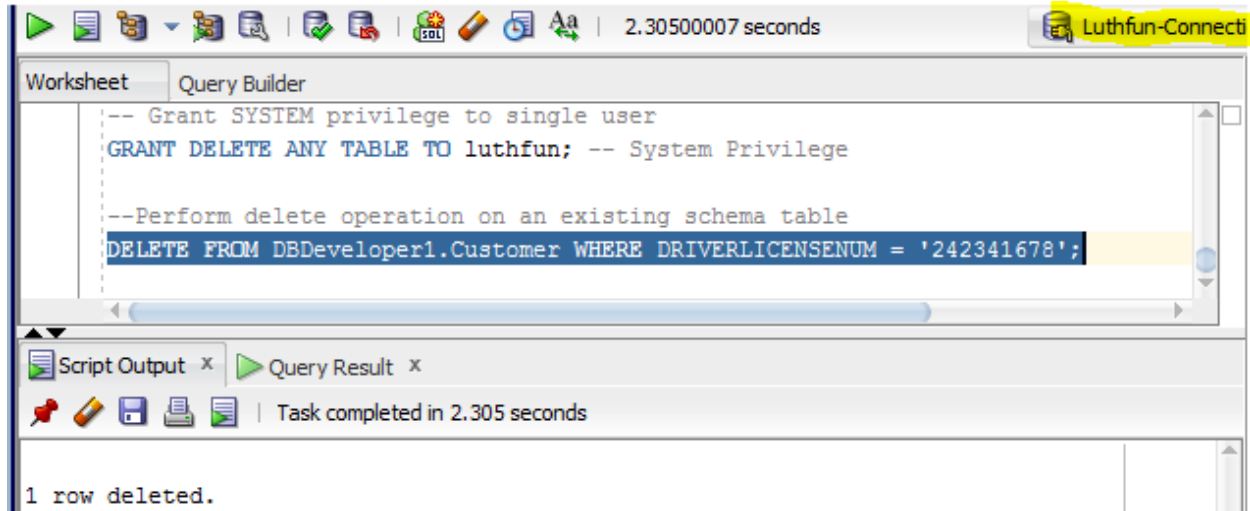 2.30500007 seconds Luthfun-Connecti
Worksheet Query Builder
-- Grant SYSTEM privilege to single user
GRANT DELETE ANY TABLE TO luthfun; -- System Privilege
--Perform delete operation on an existing schema table
DELETE FROM DBDeveloper1.Customer WHERE DRIVERLICENSENUM = '242341678';
Script Output x Query Result x
Task completed in 2.305 seconds
1 row deleted.